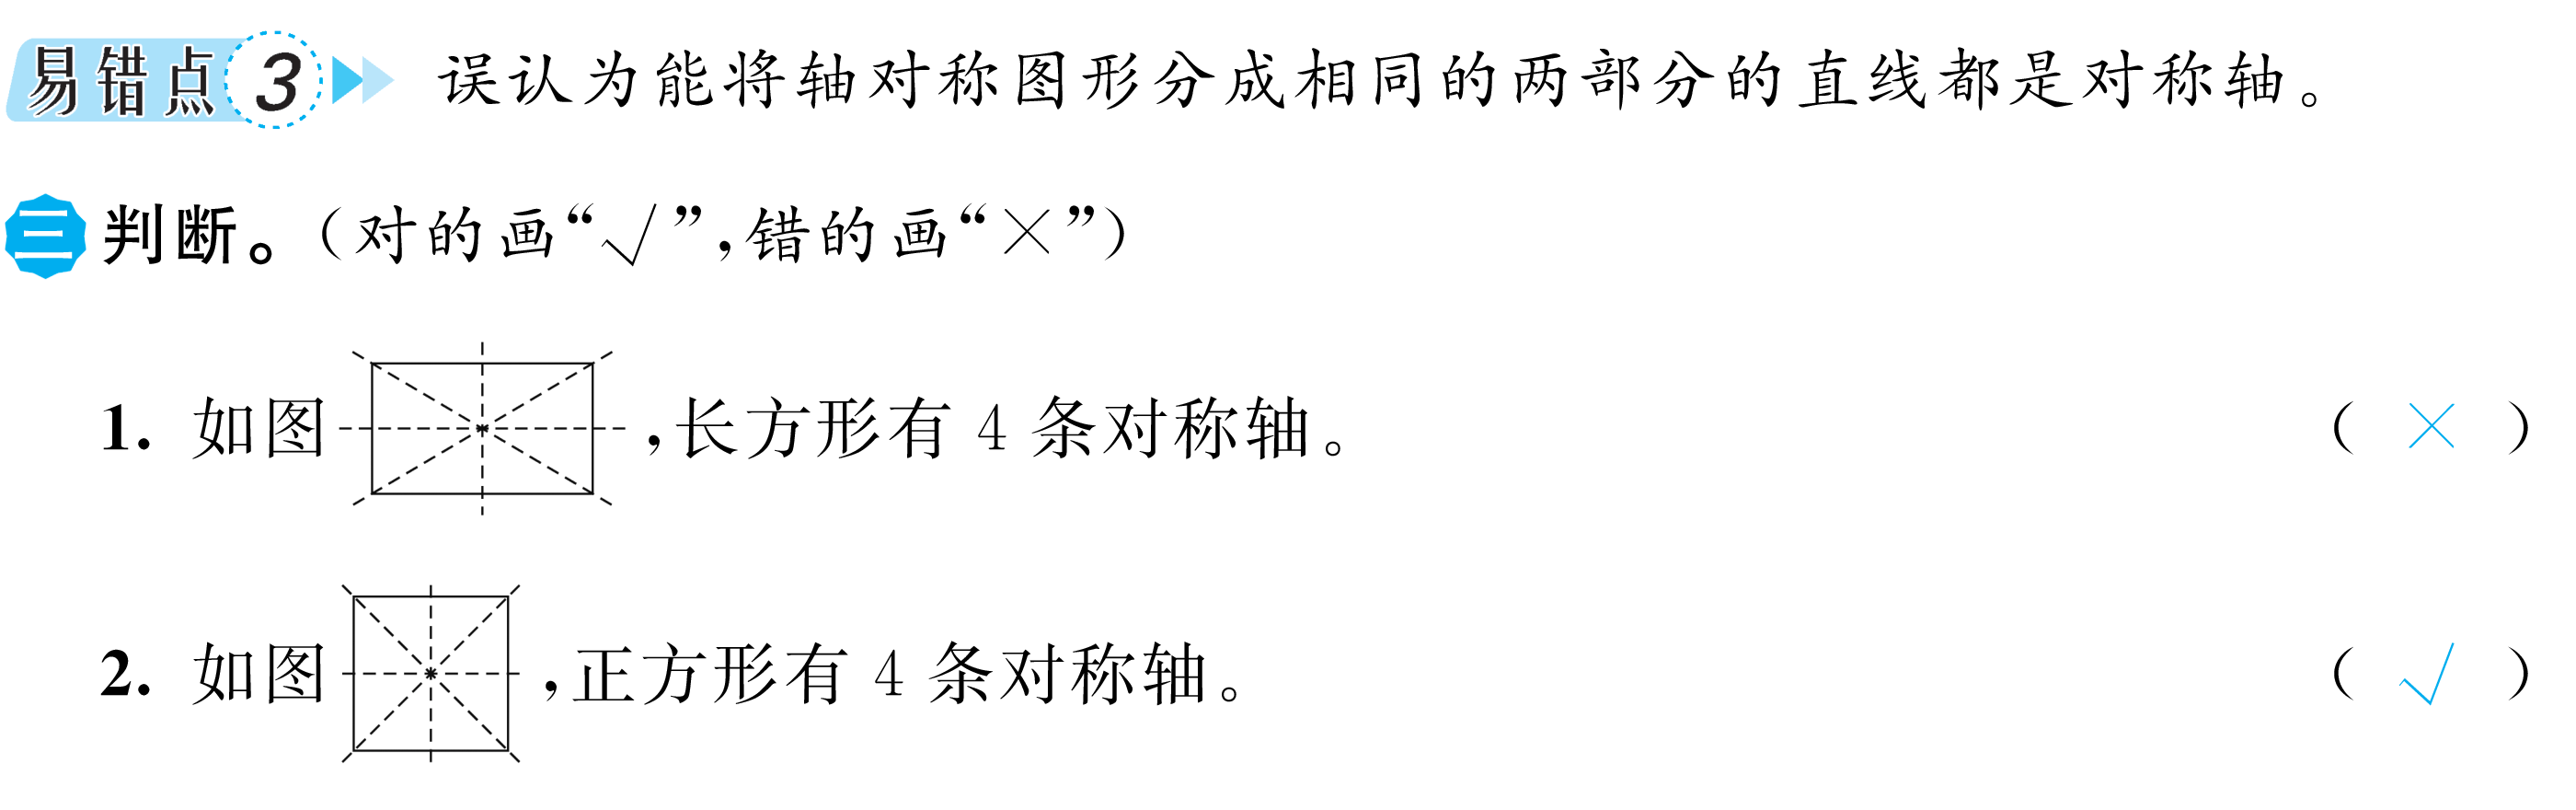 易错点3 误认为能将轴对称图形分成相同的两部分的直线都是对称轴。
三 判断。(对的画“√”,错的画“×”)
1. 如图,长方形有 4 条对称轴。 ( × )
2. 如图,正方形有 4 条对称轴。 ( √ )